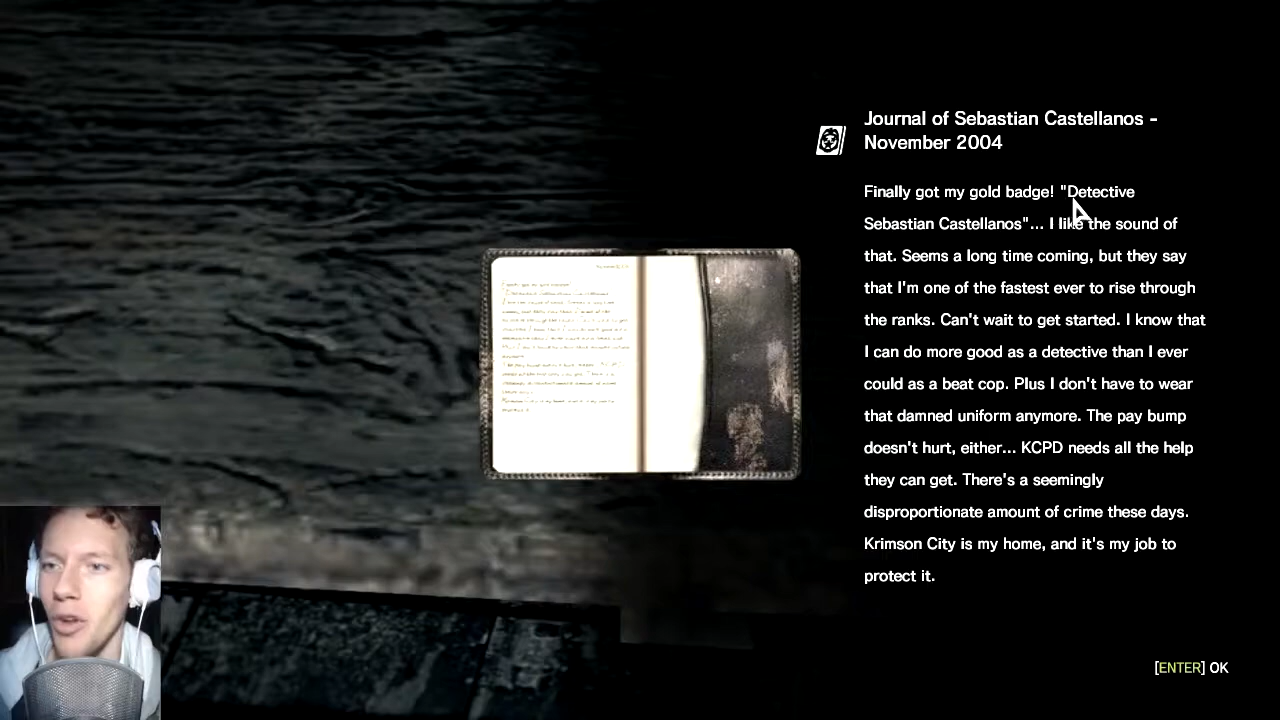 Journal of Sebastian Castellanos -
November 2004
Finally got my gold badge! "Detective
Sebastian Castellanos"... I like the sound of
that. Seems a long time coming, but they say
that I'm one of the fastest ever to rise through
the ranks. Can't wait to get started. I know that
I can do more good as a detective than I ever
could as a beat cop. Plus I don't have to wear
that damned uniform anymore. The pay bump
doesn't hurt, either... KCPD needs all the help
they can get. There's a seemingly
disproportionate amount of crime these days.
Krimson City is my home, and it's my job to
protect it.
[ENTER] OK